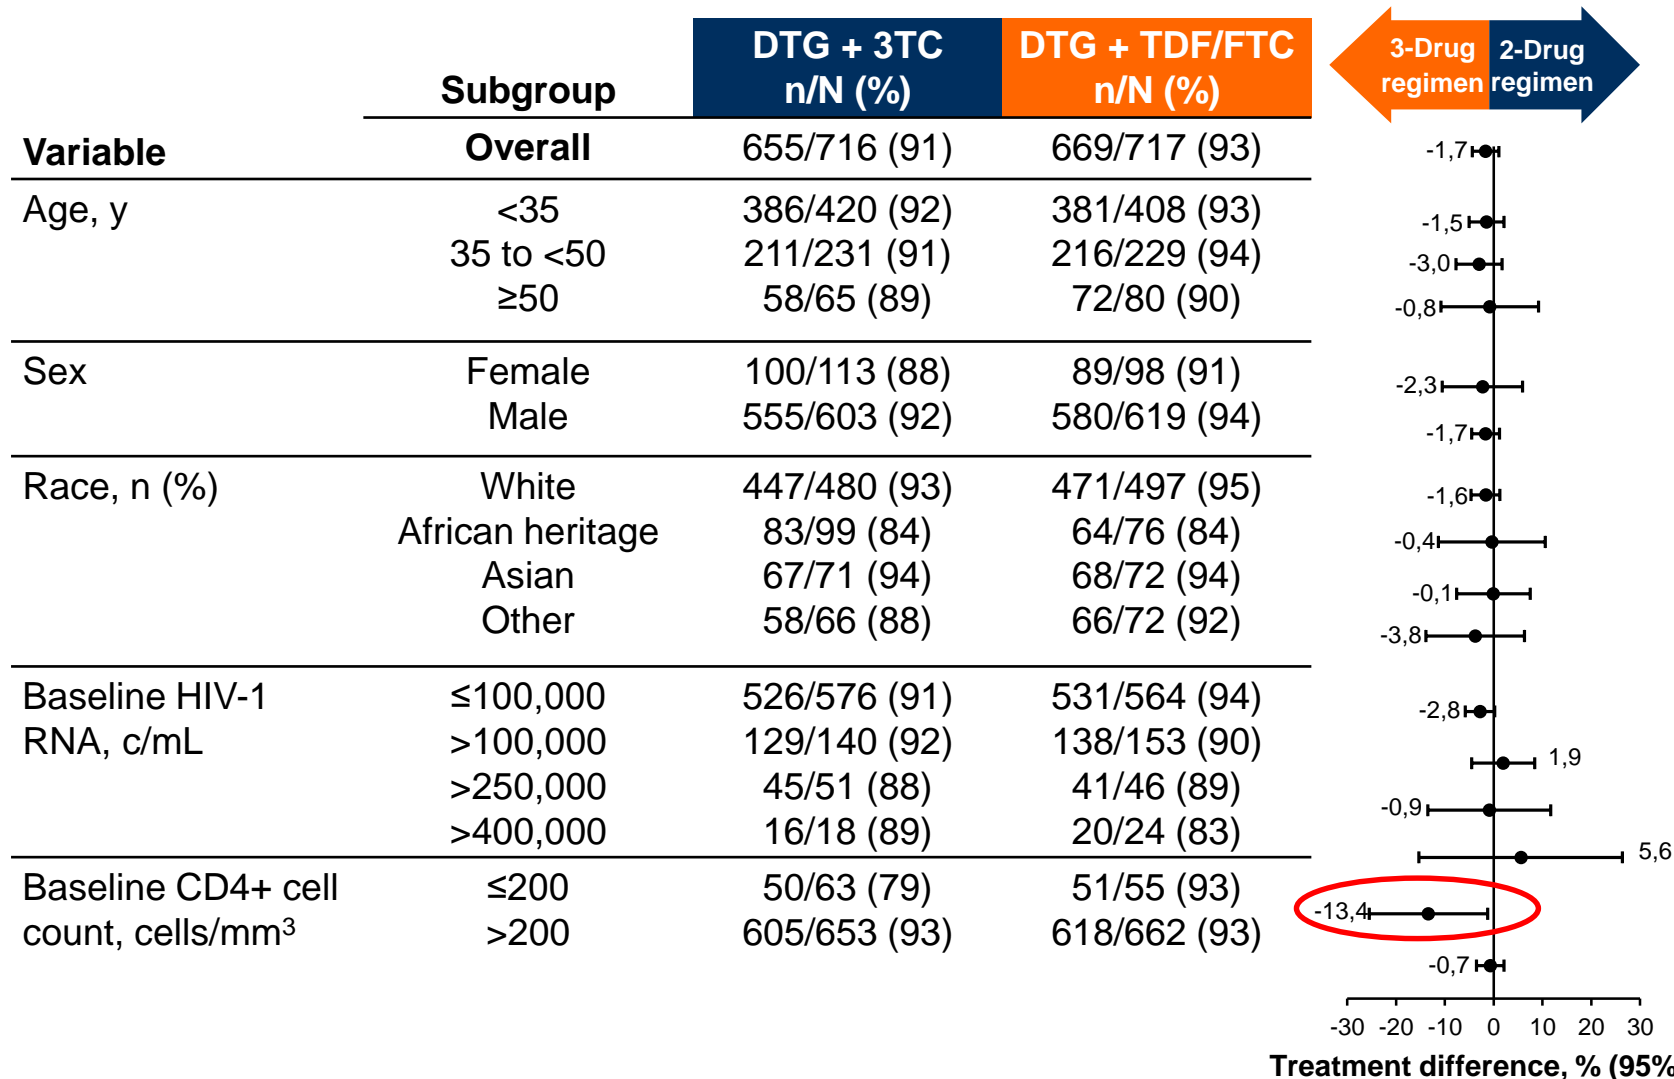 DTG + 3TC DTG + TDF/FTC 3-Drug 2-Drug
Subgroup n/N (%) n/N (%) regimen regimen
Variable Overall 655/716 (91) 669/717 (93) -1,7
Age, y <35 386/420 (92) 381/408 (93) -1,5
35 to <50 211/231 (91) 216/229 (94) -3,0
≥50 58/65 (89) 72/80 (90) -0,8
Sex Female 100/113 (88) 89/98 (91) -2,3
Male 555/603 (92) 580/619 (94) -1,7
Race, n (%) White 447/480 (93) 471/497 (95) -1,6
African heritage 83/99 (84) 64/76 (84) -0,4
Asian 67/71 (94) 68/72 (94) -0,1
Other 58/66 (88) 66/72 (92) -3,8
Baseline HIV-1 ≤100,000 526/576 (91) 531/564 (94) -2,8
RNA, c/mL >100,000 129/140 (92) 138/153 (90) 1,9
>250,000 45/51 (88) 41/46 (89) -0,9
>400,000 16/18 (89) 20/24 (83) 5,6
Baseline CD4+ cell ≤200 50/63 (79) 51/55 (93) -13,4
count, cells/mm³ >200 605/653 (93) 618/662 (93) -0,7
-30 -20 -10 0 10 20 30
Treatment difference, % (95%